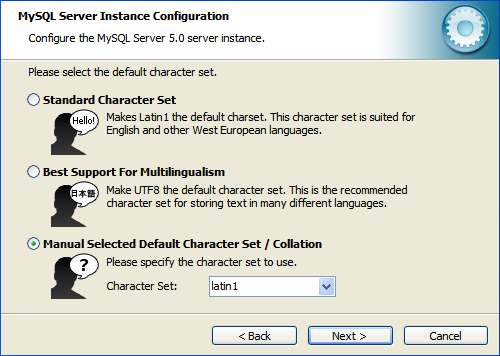 MySQL Server Instance Configuration
Configure the MySQL Server 5.0 server instance.
Please select the default character set.
Standard Character Set
Hello!
Makes Latin1 the default charset. This character set is suited for
English and other West European languages.
Best Support For Multilingualism
日本語
Make UTF8 the default character set. This is the recommended
character set for storing text in many different languages.
Manual Selected Default Character Set / Collation
?
Please specify the character set to use.
Character Set: latin1
< Back Next > Cancel